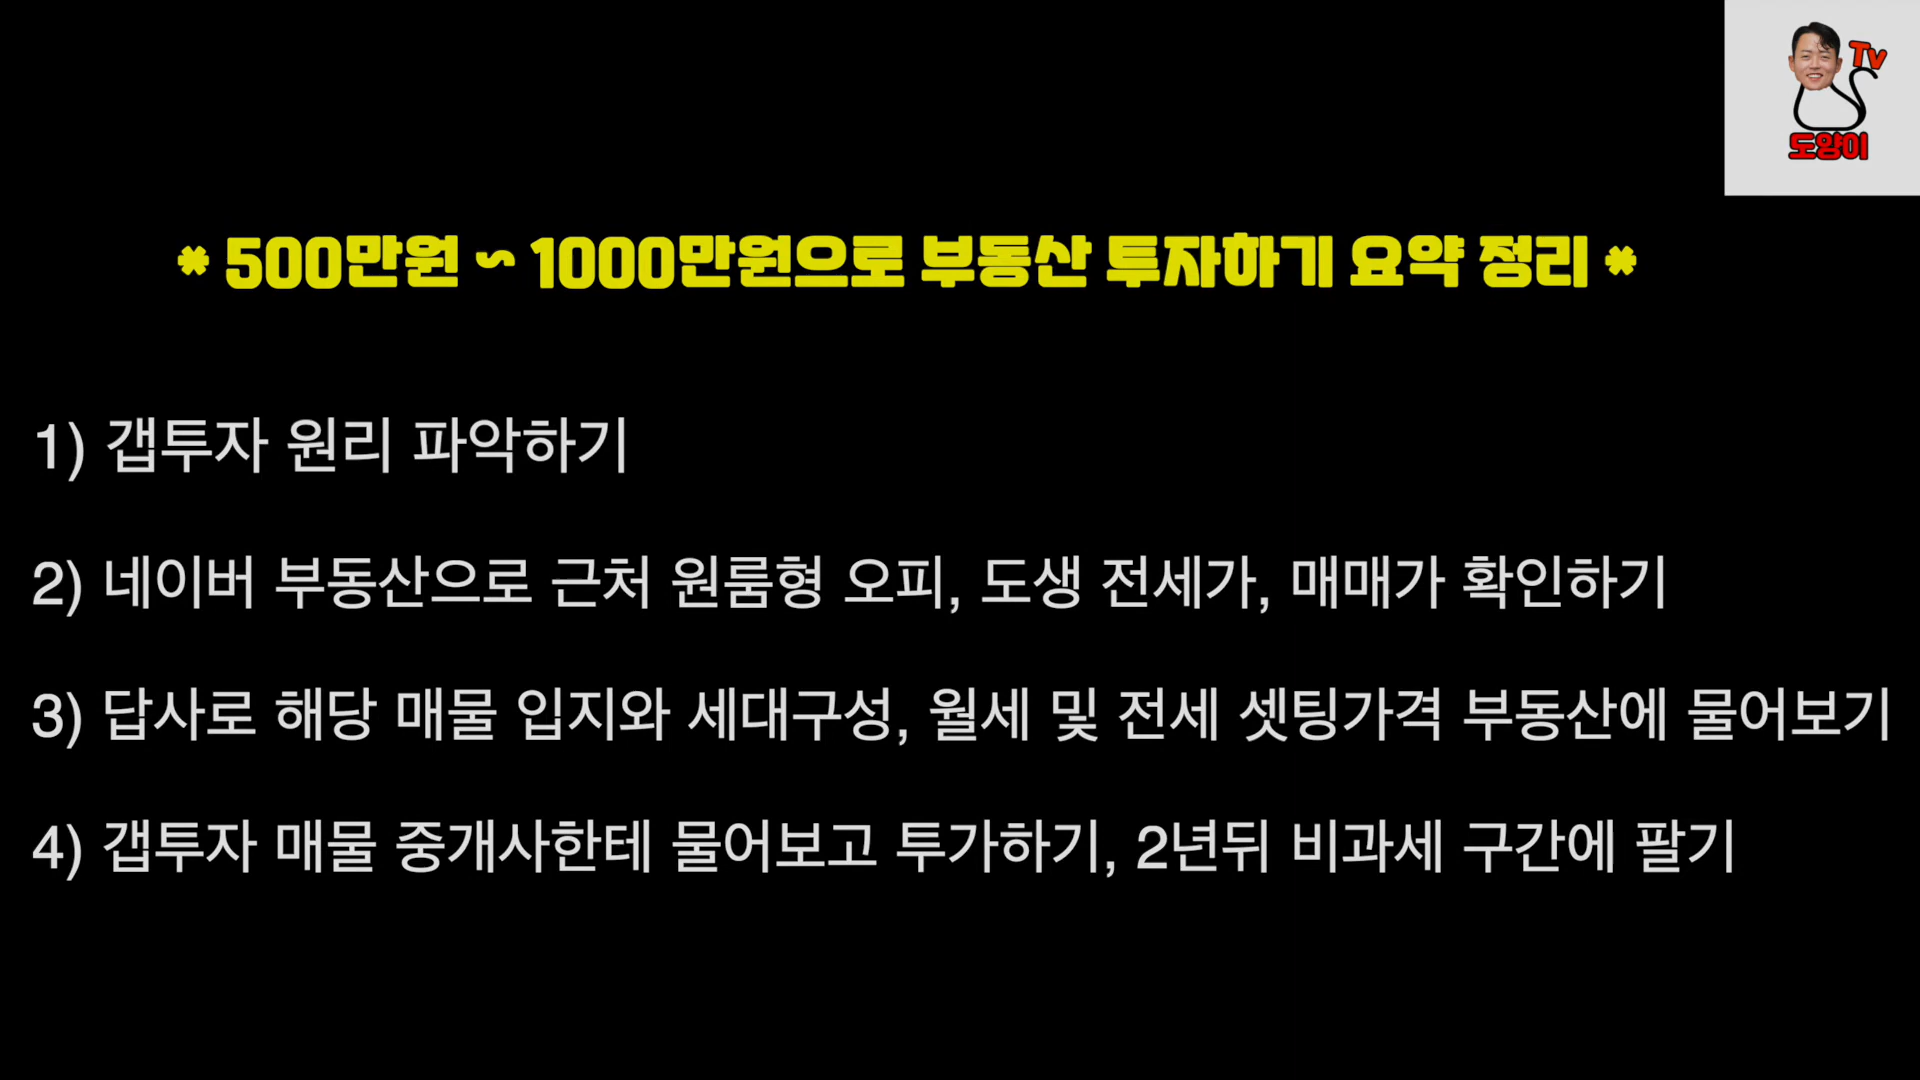 Tv
도양이
* 500만원 ~ 1000만원으로 부동산 투자하기 요약 정리 *
1) 갭투자 원리 파악하기
2) 네이버 부동산으로 근처 원룸형 오피, 도생 전세가, 매매가 확인하기
3) 답사로 해당 매물 입지와 세대구성, 월세 및 전세 셋팅가격 부동산에 물어보기
4) 갭투자 매물 중개사한테 물어보고 투가하기, 2년뒤 비과세 구간에 팔기